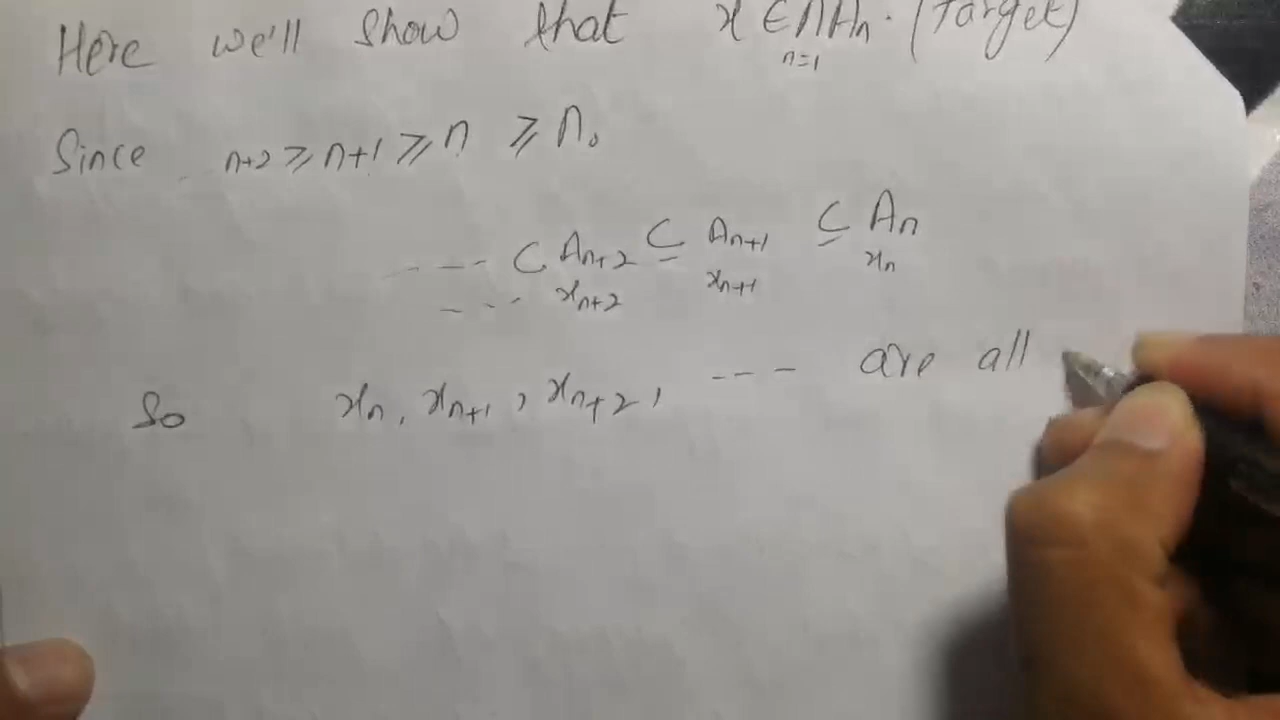 Here we'll show that x ∈ ∩ An. (Target)
n=1
Since n+2 ⩾ n+1 ⩾ n ⩾ n₀
---- ⊂ An+2 ⊆ An+1 ⊆ An
--- xn+2 xn+1 xn
So xn, xn+1, xn+2, --- are all